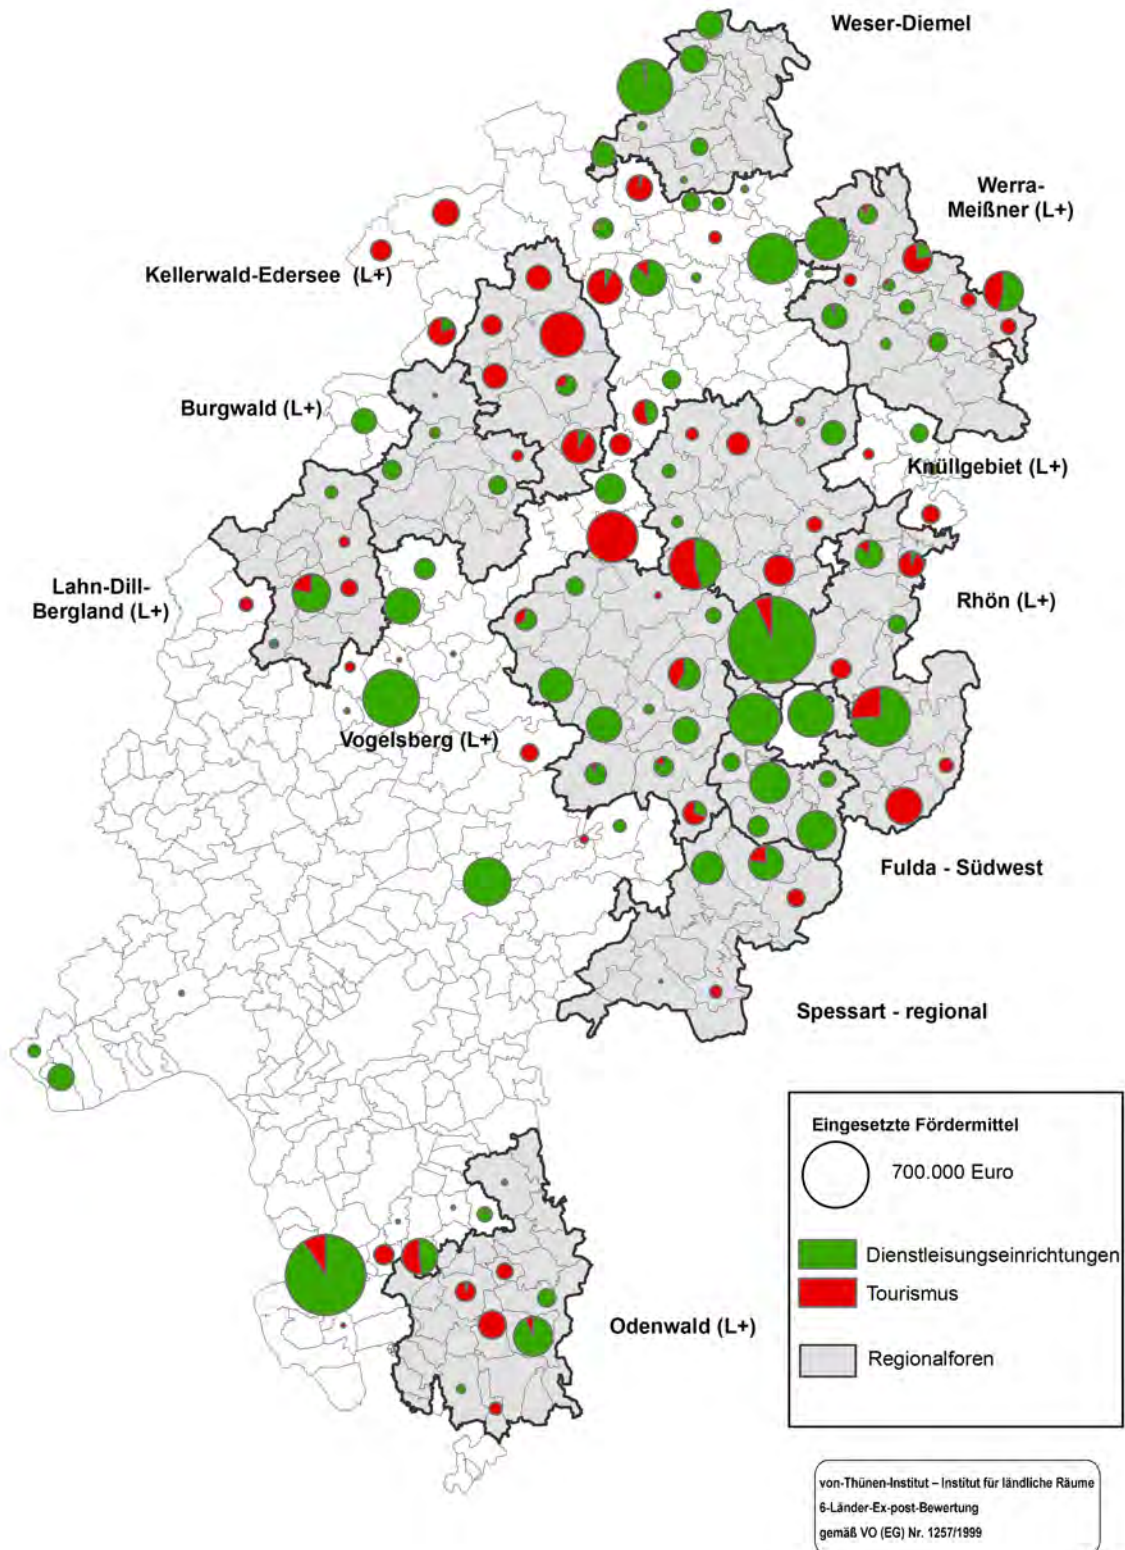 Weser-Diemel
Werra-
Meißner (L+)
Kellerwald-Edersee (L+)
Burgwald (L+)
Knüllgebiet (L+)
Lahn-Dill-
Bergland (L+)
Rhön (L+)
Vogelsberg (L+)
Fulda - Südwest
Spessart - regional
Odenwald (L+)
Eingesetzte Fördermittel
700.000 Euro
Dienstleisungseinrichtungen
Tourismus
Regionalforen
von-Thünen-Institut – Institut für ländliche Räume
6-Länder-Ex-post-Bewertung
gemäß VO (EG) Nr. 1257/1999